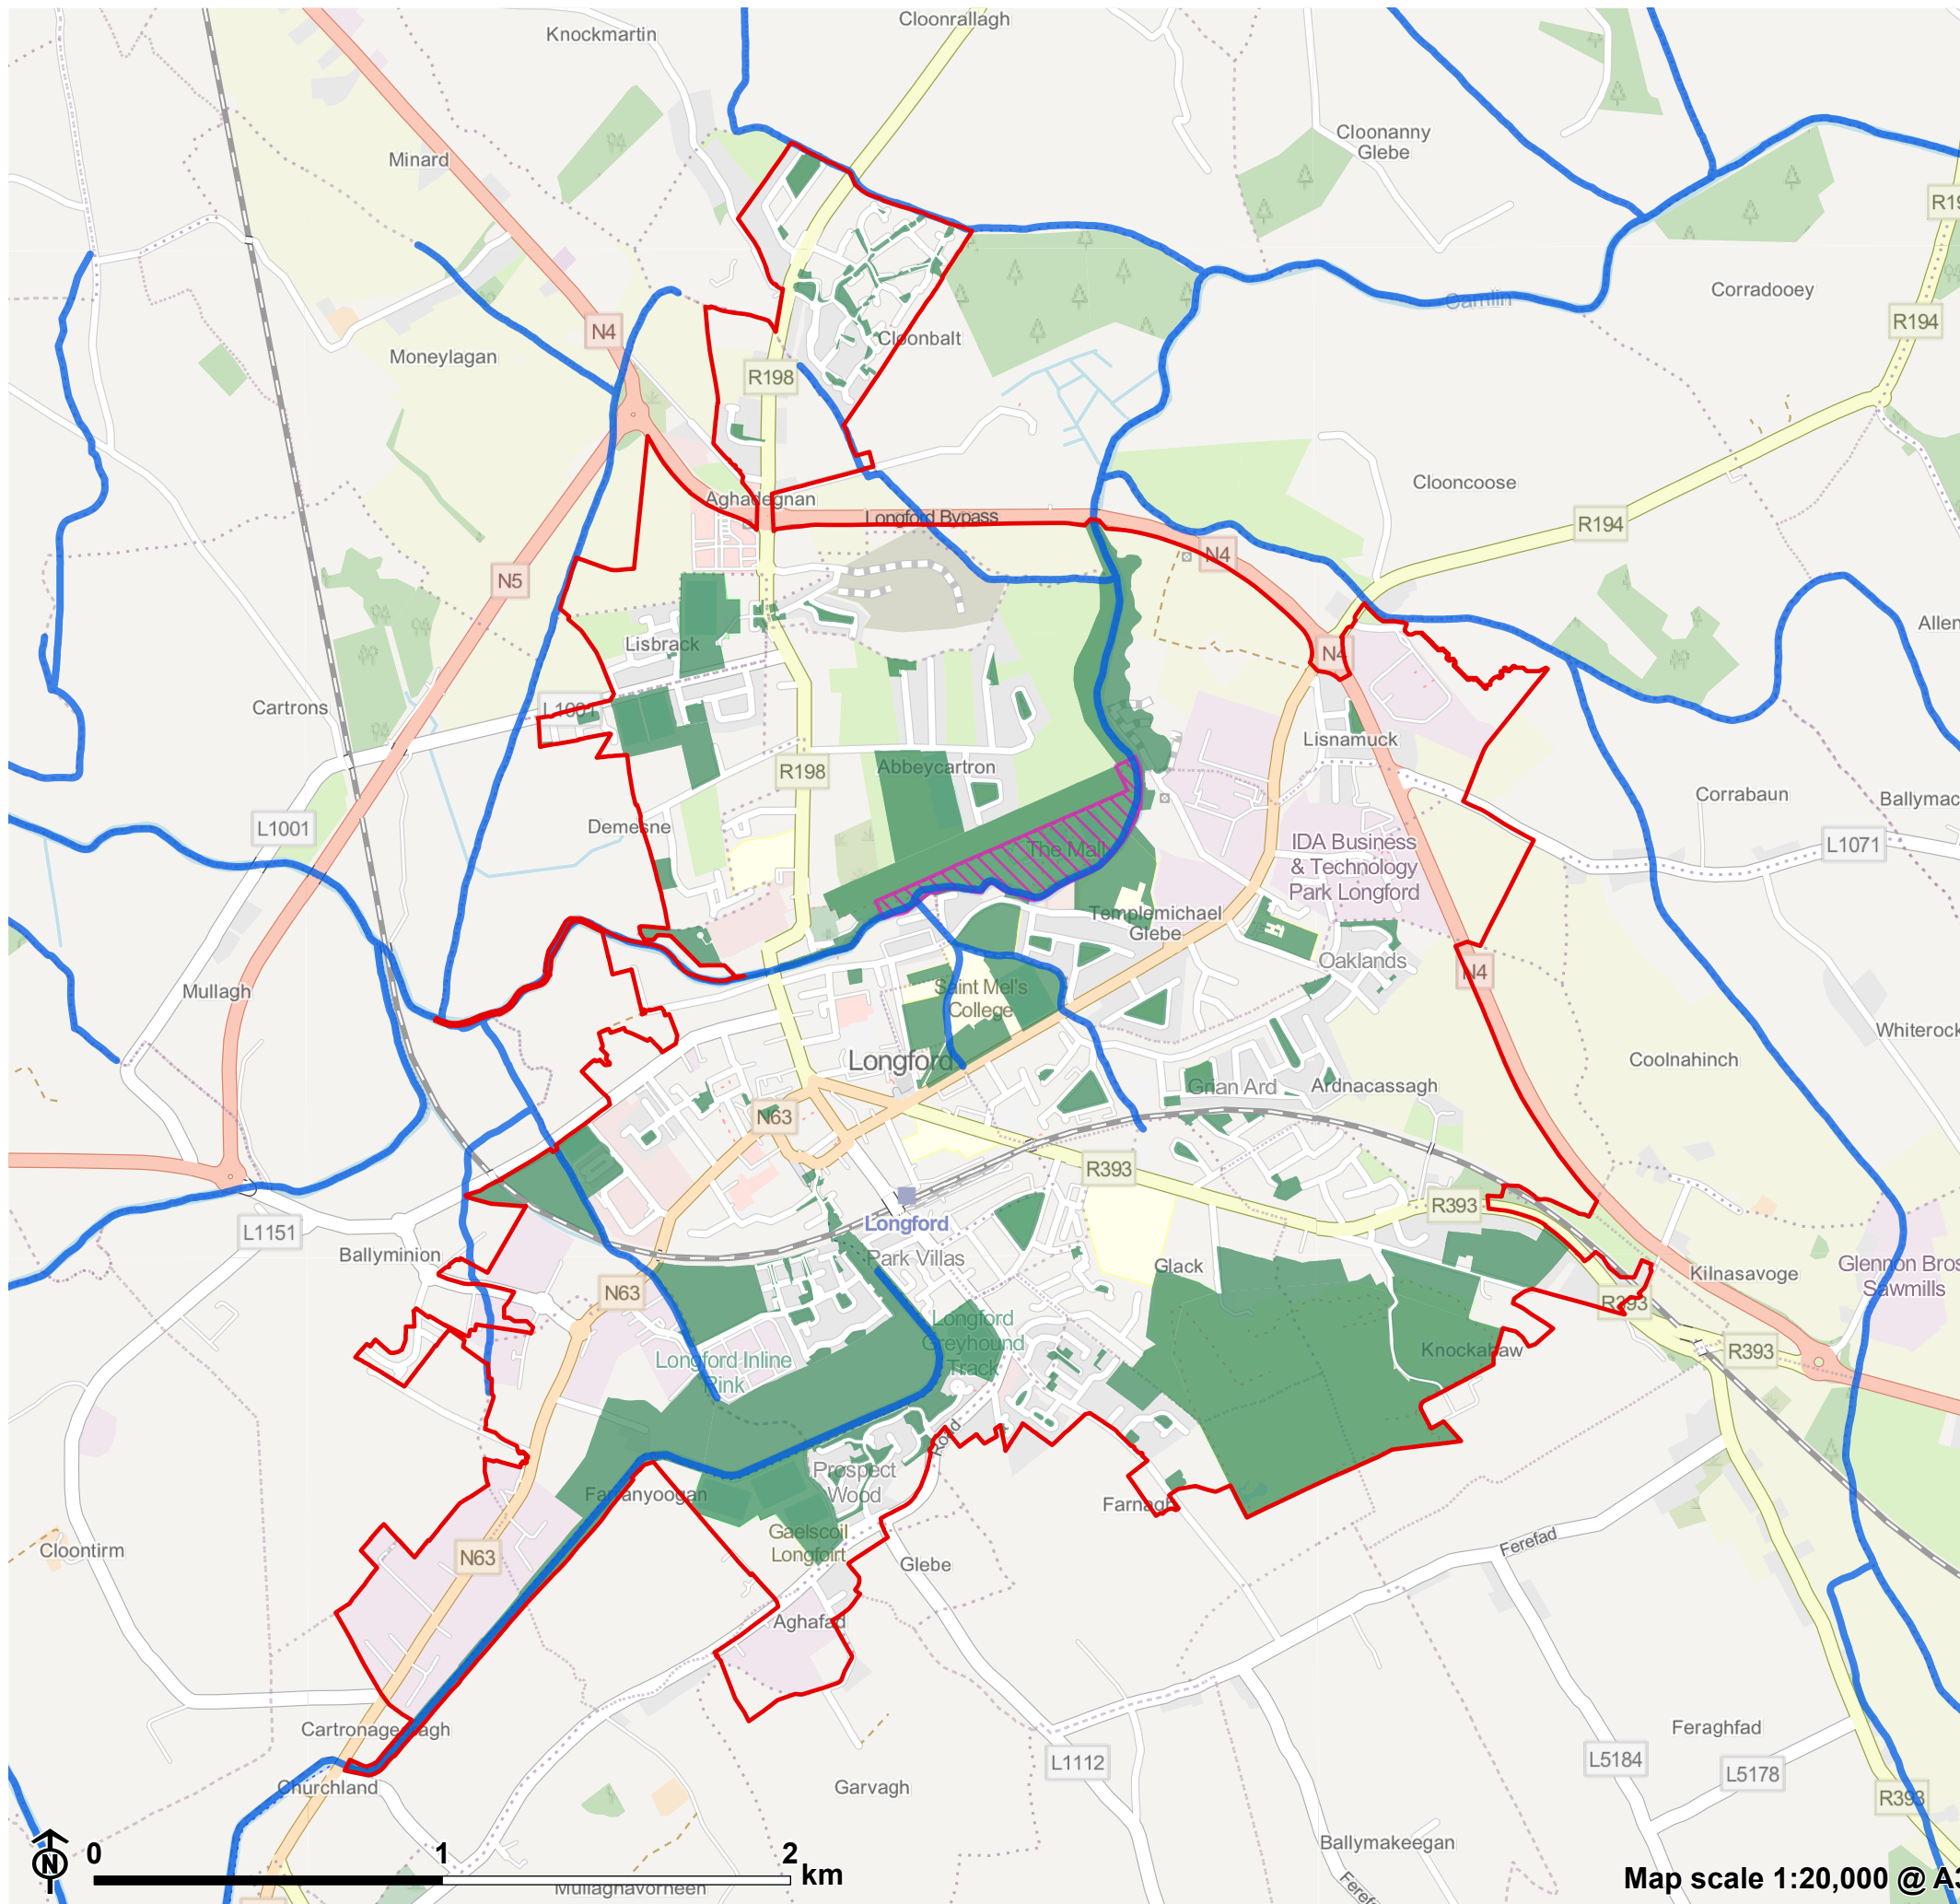 Cloonrallagh
Knockmartin
Cloonanny
Glebe
Minard
Corradooey
Camlin
N4
R194
Moneylagan
Cloonbalt
R198
Clooncoose
Aghadegnan
Longford Bypass
R194
N4
N5
Lisbrack
N4
L1001
Cartrons
Lisnamuck
R198
Abbeycartron
Corrabaun
L1001
Demesne
L1071
The Mall
IDA Business
& Technology
Park Longford
Templemichael
Glebe
Oaklands
N4
Mullagh
Saint Mel's
College
Longford
Coolnahinch
Grian Ard
Ardnacassagh
N63
R393
R393
Longford
L1151
Ballyminion
Park Villas
Glack
Kilnasavoge
Glennon Bros
Sawmills
N63
R393
Longford
Greyhound
Track
Knockahaw
R393
Longford Inline
Rink
Road
Prospect
Wood
Farranyoogan
Farnagh
Gaelscoil
Longfoirt
Ferefad
Cloontirm
N63
Glebe
Aghafad
Cartronageeragh
Feraghfad
L1112
L5184
L5178
Churchland
Garvagh
R393
Ballymakeegan
0 1 2
km
N
Mullaghavorneen
Map scale 1:20,000 @